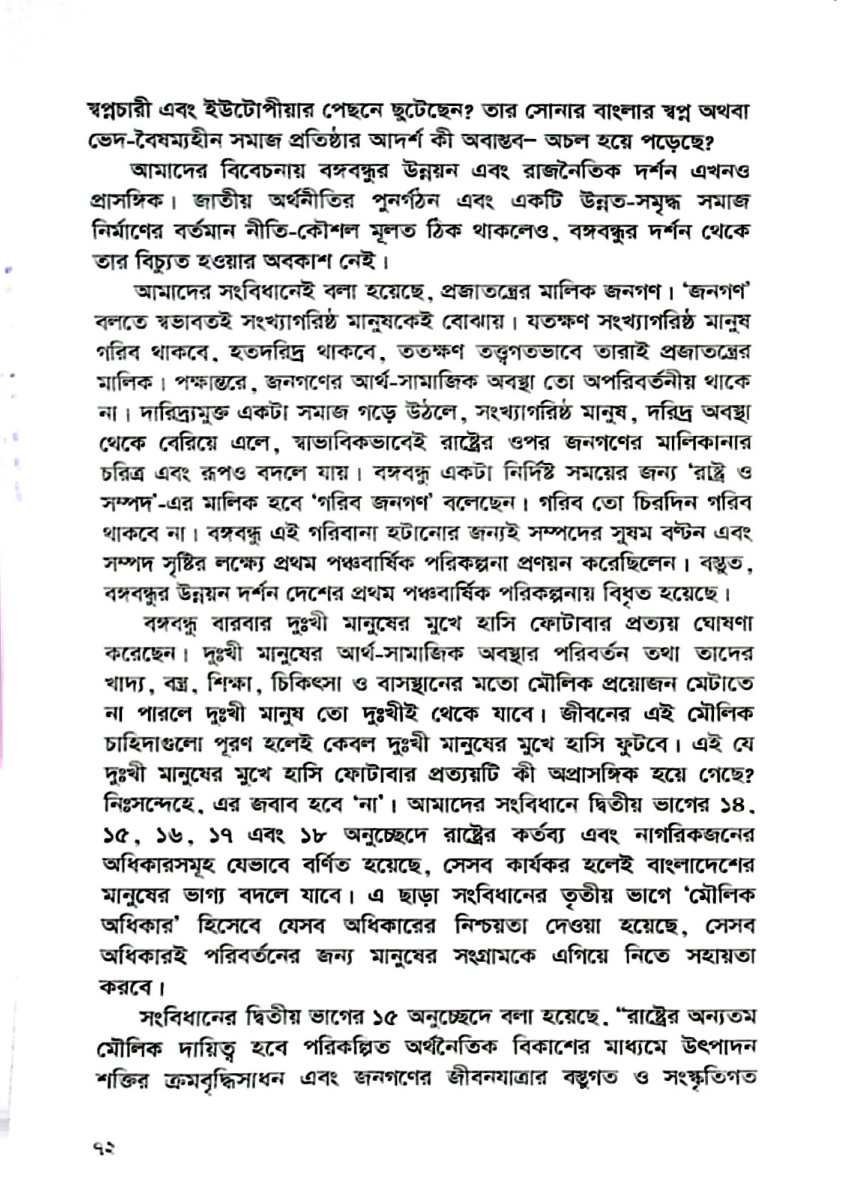 স্বপ্নচারী এবং ইউটোপীয়ার পেছনে ছুটেছেন? তার সোনার বাংলার স্বপ্ন অথবা
ভেদ-বৈষম্যহীন সমাজ প্রতিষ্ঠার আদর্শ কী অবাস্তব– অচল হয়ে পড়েছে?
আমাদের বিবেচনায় বঙ্গবন্ধুর উন্নয়ন এবং রাজনৈতিক দর্শন এখনও
প্রাসঙ্গিক। জাতীয় অর্থনীতির পুনর্গঠন এবং একটি উন্নত-সমৃদ্ধ সমাজ
নির্মাণের বর্তমান নীতি-কৌশল মূলত ঠিক থাকলেও, বঙ্গবন্ধুর দর্শন থেকে
তার বিচ্যুত হওয়ার অবকাশ নেই।
আমাদের সংবিধানেই বলা হয়েছে, প্রজাতন্ত্রের মালিক জনগণ। ‘জনগণ’
বলতে স্বভাবতই সংখ্যাগরিষ্ঠ মানুষকেই বোঝায়। যতক্ষণ সংখ্যাগরিষ্ঠ মানুষ
গরিব থাকবে, হতদরিদ্র থাকবে, ততক্ষণ তত্ত্বগতভাবে তারাই প্রজাতন্ত্রের
মালিক। পক্ষান্তরে, জনগণের আর্থ-সামাজিক অবস্থা তো অপরিবর্তনীয় থাকে
না। দারিদ্র্যমুক্ত একটা সমাজ গড়ে উঠলে, সংখ্যাগরিষ্ঠ মানুষ, দরিদ্র অবস্থা
থেকে বেরিয়ে এলে, স্বাভাবিকভাবেই রাষ্ট্রের ওপর জনগণের মালিকানার
চরিত্র এবং রূপও বদলে যায়। বঙ্গবন্ধু একটা নির্দিষ্ট সময়ের জন্য ‘রাষ্ট্র ও
সম্পদ’-এর মালিক হবে ‘গরিব জনগণ’ বলেছেন। গরিব তো চিরদিন গরিব
থাকবে না। বঙ্গবন্ধু এই গরিবানা হটানোর জন্যই সম্পদের সুষম বণ্টন এবং
সম্পদ সৃষ্টির লক্ষ্যে প্রথম পঞ্চবার্ষিক পরিকল্পনা প্রণয়ন করেছিলেন। বস্তুত,
বঙ্গবন্ধুর উন্নয়ন দর্শন দেশের প্রথম পঞ্চবার্ষিক পরিকল্পনায় বিধৃত হয়েছে।
বঙ্গবন্ধু বারবার দুঃখী মানুষের মুখে হাসি ফোটাবার প্রত্যয় ঘোষণা
করেছেন। দুঃখী মানুষের আর্থ-সামাজিক অবস্থার পরিবর্তন তথা তাদের
খাদ্য, বস্ত্র, শিক্ষা, চিকিৎসা ও বাসস্থানের মতো মৌলিক প্রয়োজন মেটাতে
না পারলে দুঃখী মানুষ তো দুঃখীই থেকে যাবে। জীবনের এই মৌলিক
চাহিদাগুলো পূরণ হলেই কেবল দুঃখী মানুষের মুখে হাসি ফুটবে। এই যে
দুঃখী মানুষের মুখে হাসি ফোটাবার প্রত্যয়টি কী অপ্রাসঙ্গিক হয়ে গেছে?
নিঃসন্দেহে, এর জবাব হবে ‘না’। আমাদের সংবিধানে দ্বিতীয় ভাগের ১৪,
১৫, ১৬, ১৭ এবং ১৮ অনুচ্ছেদে রাষ্ট্রের কর্তব্য এবং নাগরিকজনের
অধিকারসমূহ যেভাবে বর্ণিত হয়েছে, সেসব কার্যকর হলেই বাংলাদেশের
মানুষের ভাগ্য বদলে যাবে। এ ছাড়া সংবিধানের তৃতীয় ভাগে ‘মৌলিক
অধিকার’ হিসেবে যেসব অধিকারের নিশ্চয়তা দেওয়া হয়েছে, সেসব
অধিকারই পরিবর্তনের জন্য মানুষের সংগ্রামকে এগিয়ে নিতে সহায়তা
করবে।
সংবিধানের দ্বিতীয় ভাগের ১৫ অনুচ্ছেদে বলা হয়েছে, “রাষ্ট্রের অন্যতম
মৌলিক দায়িত্ব হবে পরিকল্পিত অর্থনৈতিক বিকাশের মাধ্যমে উৎপাদন
শক্তির ক্রমবৃদ্ধিসাধন এবং জনগণের জীবনযাত্রার বস্তুগত ও সংস্কৃতিগত
৭২